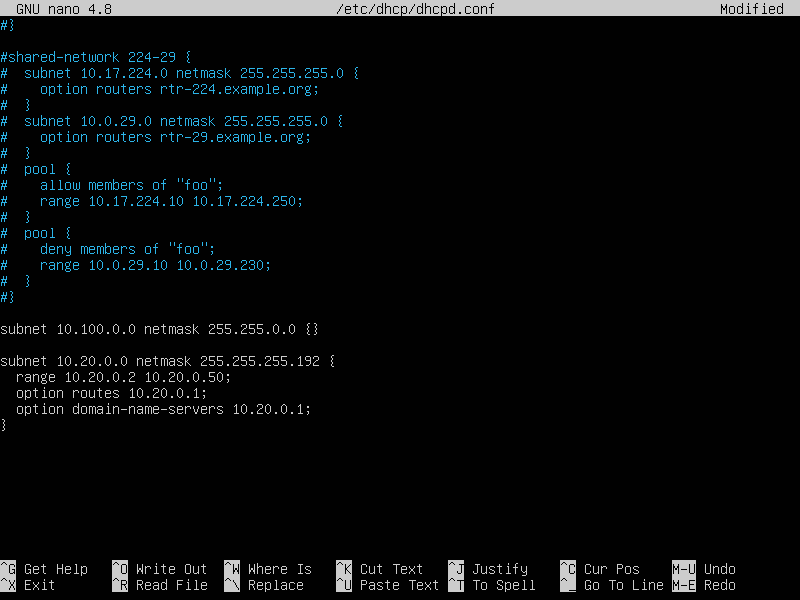 GNU nano 4.8 /etc/dhcp/dhcpd.conf Modified
#}
#shared-network 224-29 {
#  subnet 10.17.224.0 netmask 255.255.255.0 {
#    option routers rtr-224.example.org;
#  }
#  subnet 10.0.29.0 netmask 255.255.255.0 {
#    option routers rtr-29.example.org;
#  }
#  pool {
#    allow members of "foo";
#    range 10.17.224.10 10.17.224.250;
#  }
#  pool {
#    deny members of "foo";
#    range 10.0.29.10 10.0.29.230;
#  }
#}
subnet 10.100.0.0 netmask 255.255.0.0 {}
subnet 10.20.0.0 netmask 255.255.255.192 {
  range 10.20.0.2 10.20.0.50;
  option routes 10.20.0.1;
  option domain-name-servers 10.20.0.1;
}
^G Get Help ^O Write Out ^W Where Is ^K Cut Text ^J Justify ^C Cur Pos M-U Undo
^X Exit ^R Read File ^\ Replace ^U Paste Text ^T To Spell ^_ Go To Line M-E Redo